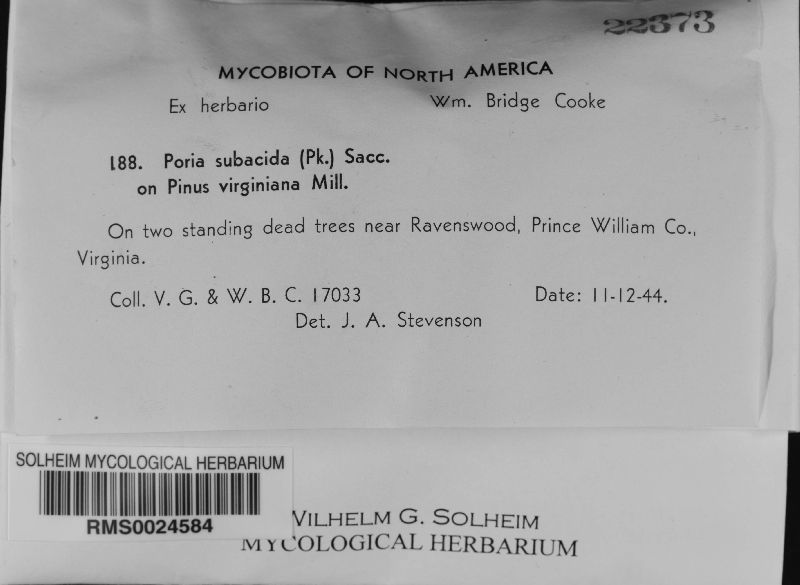 22373
MYCOBIOTA OF NORTH AMERICA
Ex herbario Wm. Bridge Cooke
188. Poria subacida (Pk.) Sacc.
on Pinus virginiana Mill.
On two standing dead trees near Ravenswood, Prince William Co.,
Virginia.
Coll. V. G. & W. B. C. 17033 Date: 11-12-44.
Det. J. A. Stevenson
SOLHEIM MYCOLOGICAL HERBARIUM
RMS0024584
WILHELM G. SOLHEIM
MYCOLOGICAL HERBARIUM